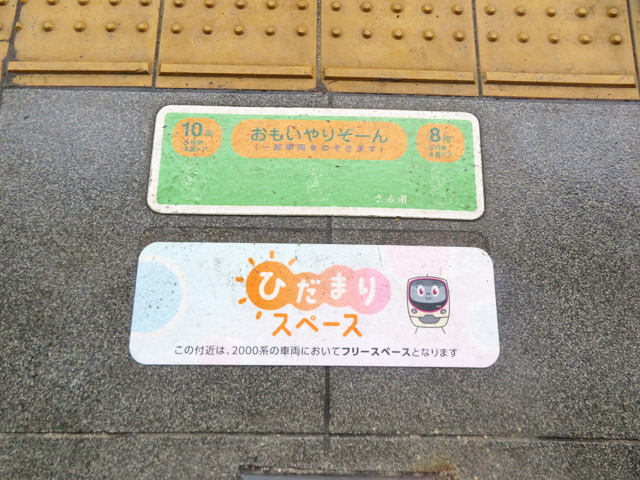 10両
おもいやりぞーん
(一部車両をのぞきます)
8両
ひだまり
スペース
この付近は、2000系の車両においてフリースペースとなります